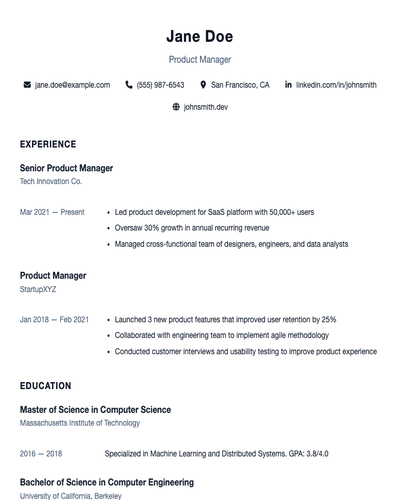 Jane Doe
Product Manager
jane.doe@example.com (555) 987-6543 San Francisco, CA linkedin.com/in/johnsmith
johnsmith.dev
EXPERIENCE
Senior Product Manager
Tech Innovation Co.
Mar 2021 — Present
• Led product development for SaaS platform with 50,000+ users
• Oversaw 30% growth in annual recurring revenue
• Managed cross-functional team of designers, engineers, and data analysts
Product Manager
StartupXYZ
Jan 2018 — Feb 2021
• Launched 3 new product features that improved user retention by 25%
• Collaborated with engineering team to implement agile methodology
• Conducted customer interviews and usability testing to improve product experience
EDUCATION
Master of Science in Computer Science
Massachusetts Institute of Technology
2016 — 2018 Specialized in Machine Learning and Distributed Systems. GPA: 3.8/4.0
Bachelor of Science in Computer Engineering
University of California, Berkeley